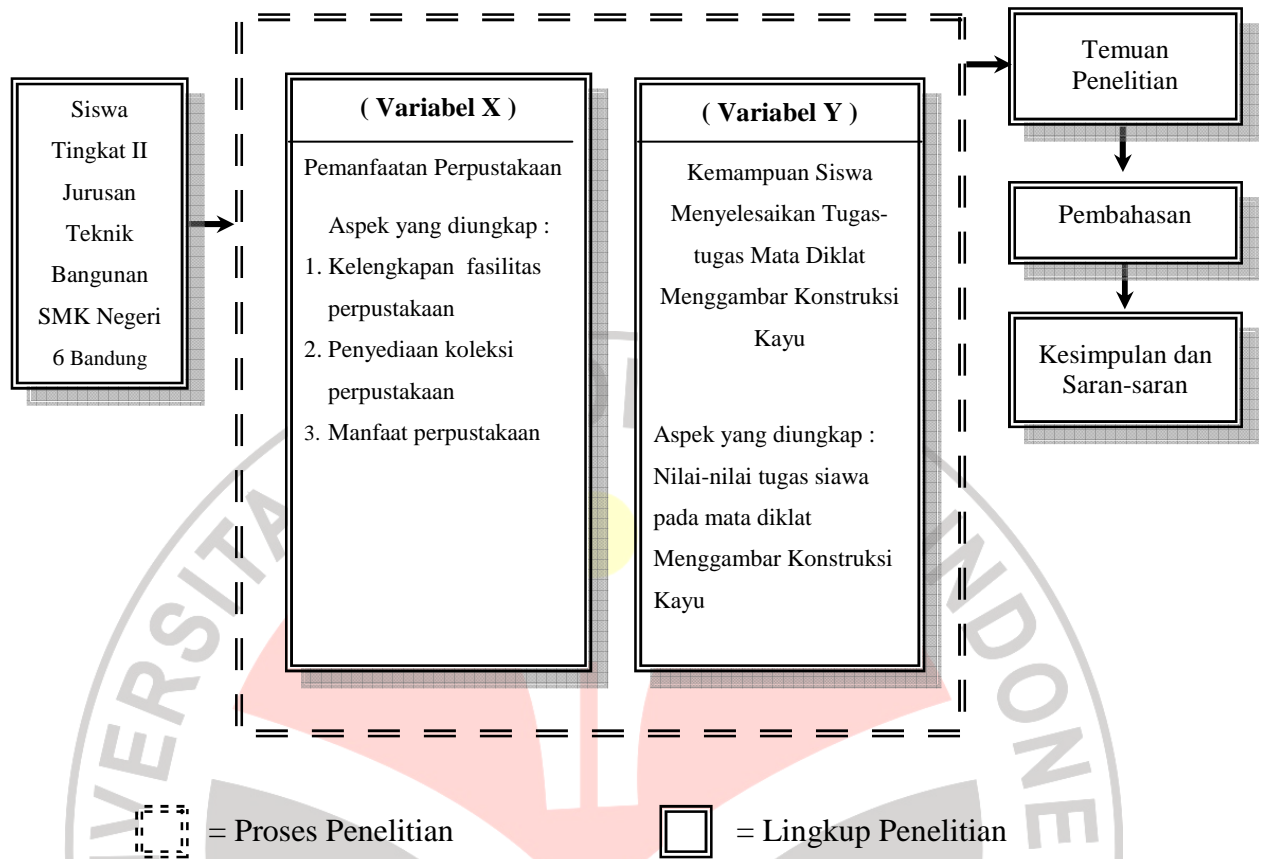 Siswa
Tingkat II
Jurusan
Teknik
Bangunan
SMK Negeri
6 Bandung
( Variabel X )
Pemanfaatan Perpustakaan
Aspek yang diungkap :
1. Kelengkapan fasilitas
perpustakaan
2. Penyediaan koleksi
perpustakaan
3. Manfaat perpustakaan
( Variabel Y )
Kemampuan Siswa
Menyelesaikan Tugas-
tugas Mata Diklat
Menggambar Konstruksi
Kayu
Aspek yang diungkap :
Nilai-nilai tugas siawa
pada mata diklat
Menggambar Konstruksi
Kayu
Temuan
Penelitian
Pembahasan
Kesimpulan dan
Saran-saran
= Proses Penelitian
= Lingkup Penelitian